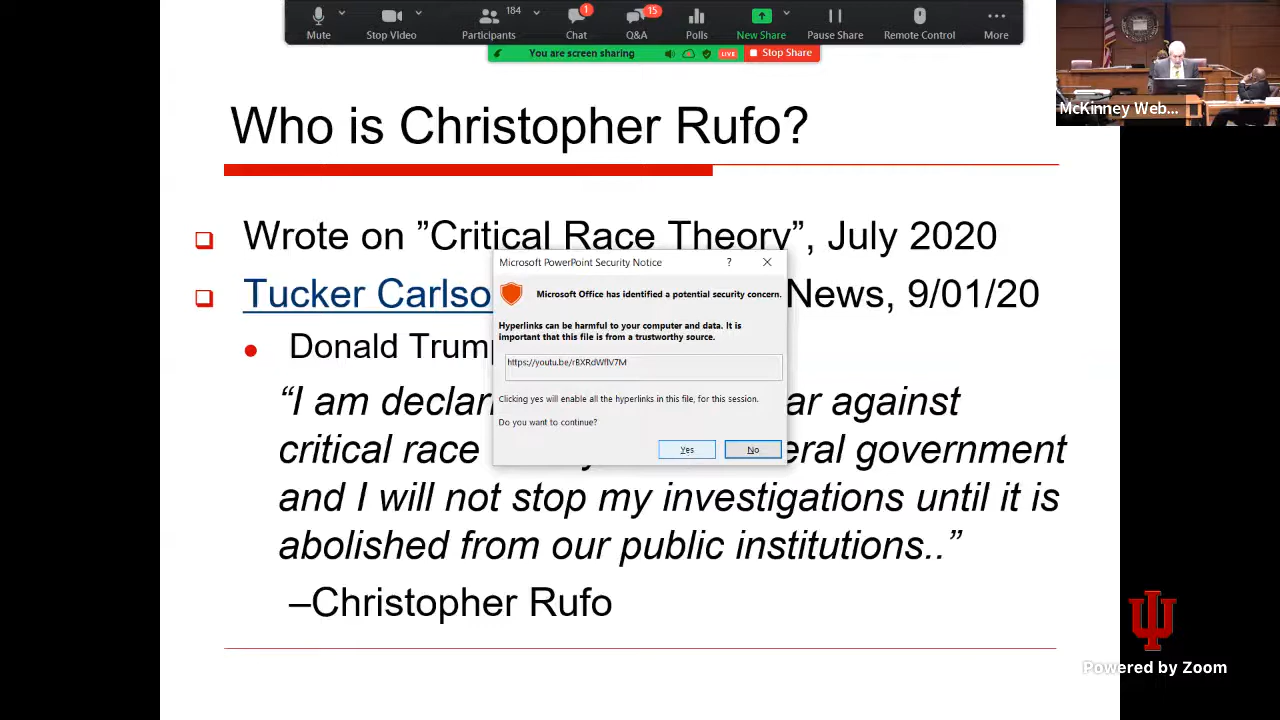 184
1
15
Mute
Stop Video
Participants
Chat
Q&A
Polls
New Share
Pause Share
Remote Control
More
You are screen sharing
LIVE
Stop Share
McKinney Web...
Who is Christopher Rufo?
Wrote on ”Critical Race Theory”, July 2020
Tucker Carlso News, 9/01/20
Donald Trump
“I am declari ar against
critical race eral government
and I will not stop my investigations until it is
abolished from our public institutions..”
–Christopher Rufo
Microsoft PowerPoint Security Notice
?
Microsoft Office has identified a potential security concern.
Hyperlinks can be harmful to your computer and data. It is
important that this file is from a trustworthy source.
Clicking yes will enable all the hyperlinks in this file, for this session.
Do you want to continue?
Yes
No
Powered by Zoom